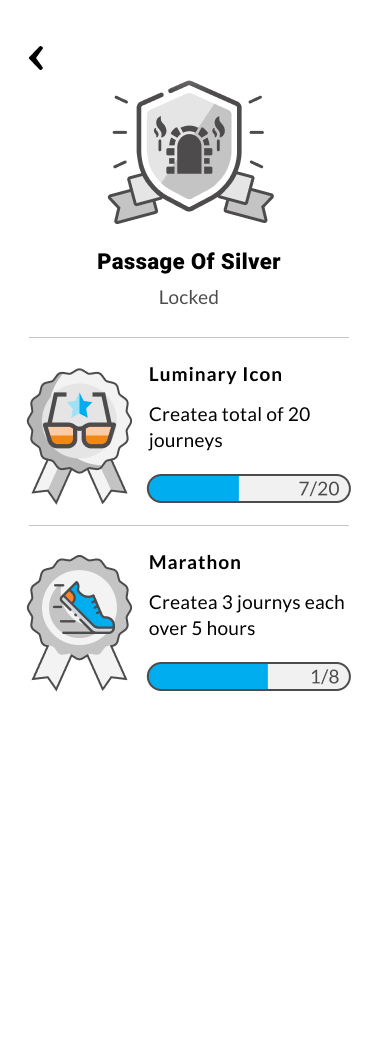 Passage Of Silver
Locked
Luminary Icon
Createa total of 20
journeys
7/20
Marathon
Createa 3 journys each
over 5 hours
1/8